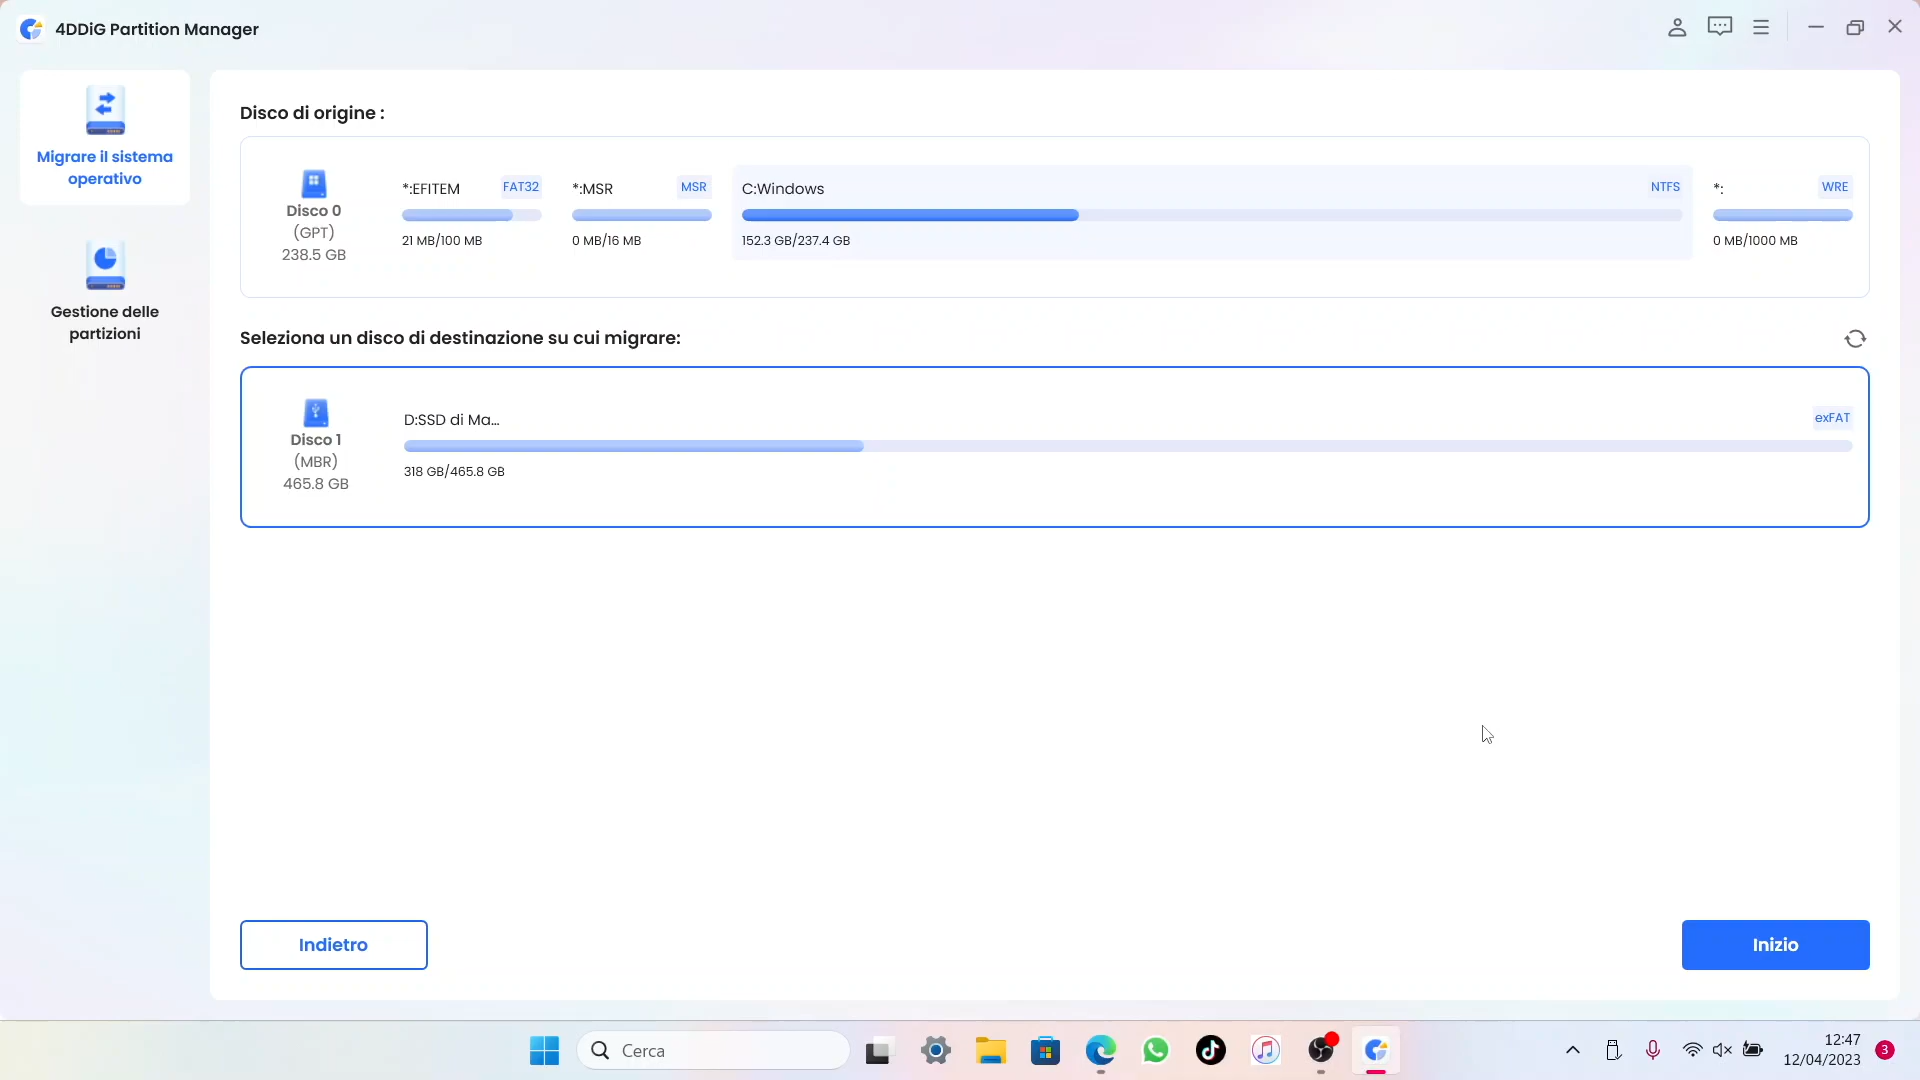 4DDiG Partition Manager
Migrare il sistema
operativo
Gestione delle
partizioni
Disco di origine :
Disco 0
(GPT)
238.5 GB
*:EFITEM
FAT32
21 MB/100 MB
*:MSR
MSR
0 MB/16 MB
C:Windows
NTFS
152.3 GB/237.4 GB
*:
WRE
0 MB/1000 MB
Seleziona un disco di destinazione su cui migrare:
Disco 1
(MBR)
465.8 GB
D:SSD di Ma...
exFAT
318 GB/465.8 GB
Indietro
Inizio
Cerca
12:47
12/04/2023
3